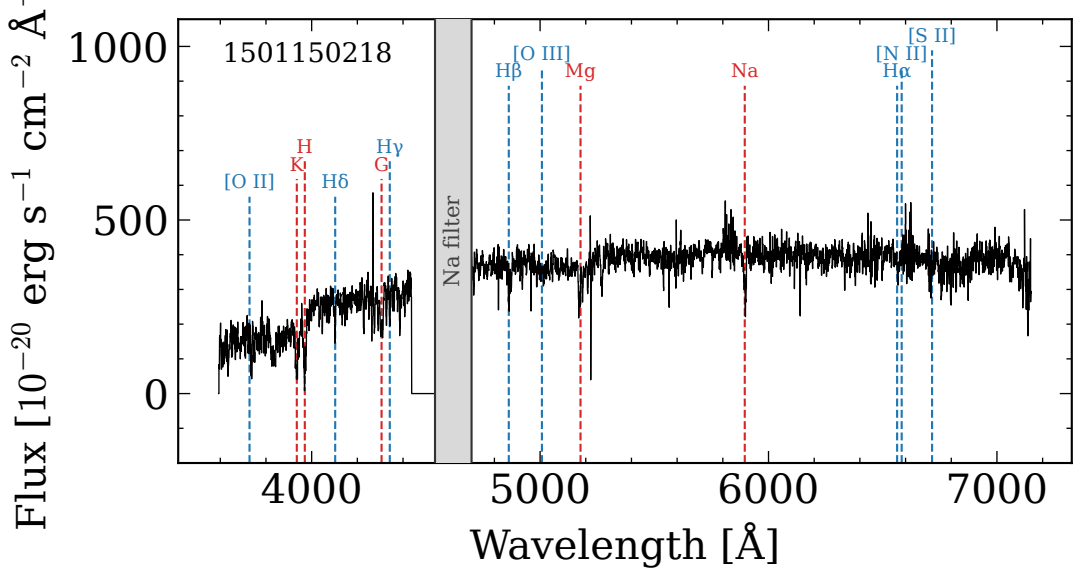 1501150218
[O II]
K
H
Hδ
G
Hγ
Na filter
Hβ
[O III]
Mg
Na
Hα
[N II]
[S II]
1000
500
0
4000
5000
6000
7000
Flux [10⁻²⁰ erg s⁻¹ cm⁻² Å⁻
Wavelength [Å]